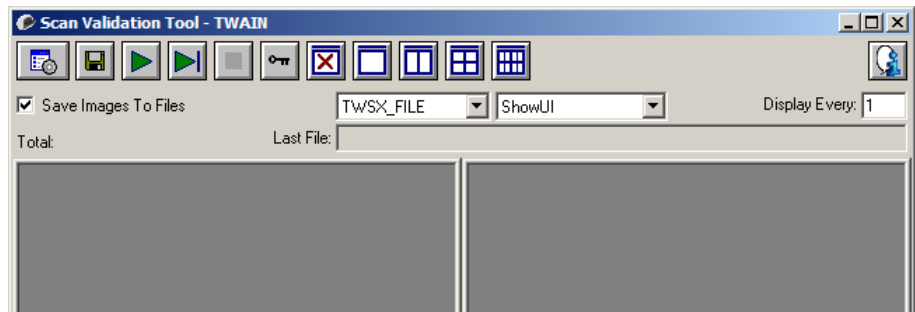 Scan Validation Tool - TWAIN
Save Images To Files TWSX_FILE ShowUI Display Every: 1
Total: Last File: